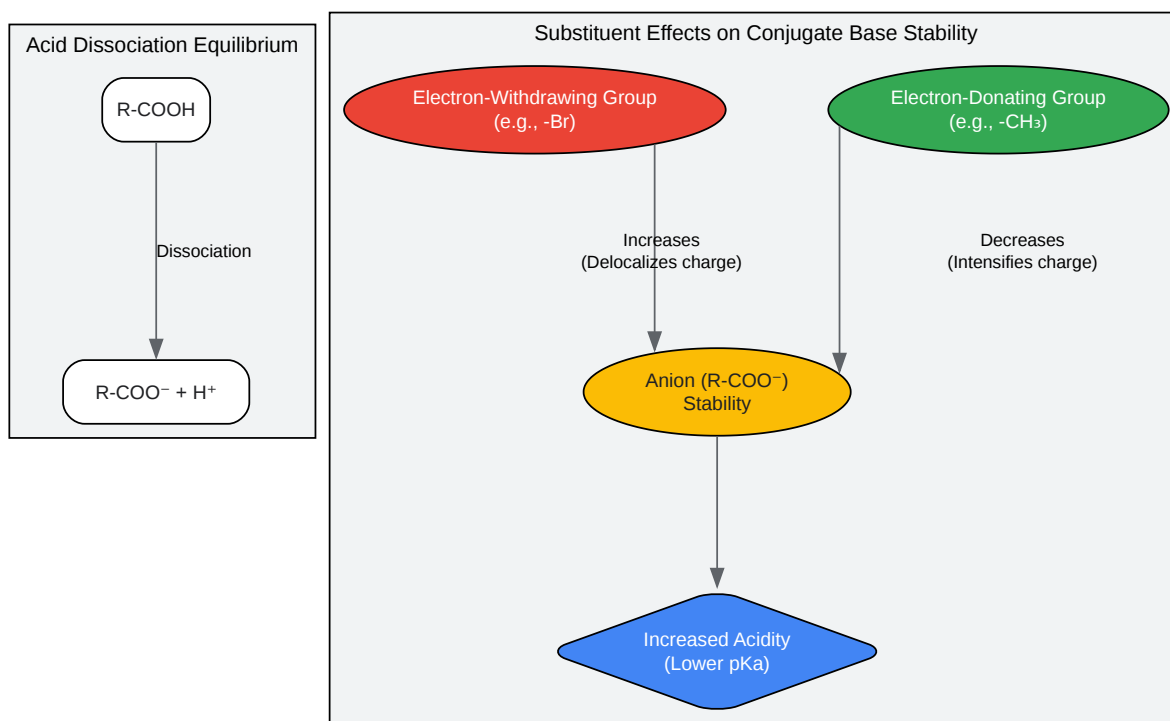 Acid Dissociation Equilibrium
R-COOH
Dissociation
R-COO⁻ + H⁺
Substituent Effects on Conjugate Base Stability
Electron-Withdrawing Group
(e.g., -Br)
Electron-Donating Group
(e.g., -CH₃)
Increases
(Delocalizes charge)
Decreases
(Intensifies charge)
Anion (R-COO⁻)
Stability
Increased Acidity
(Lower pKa)